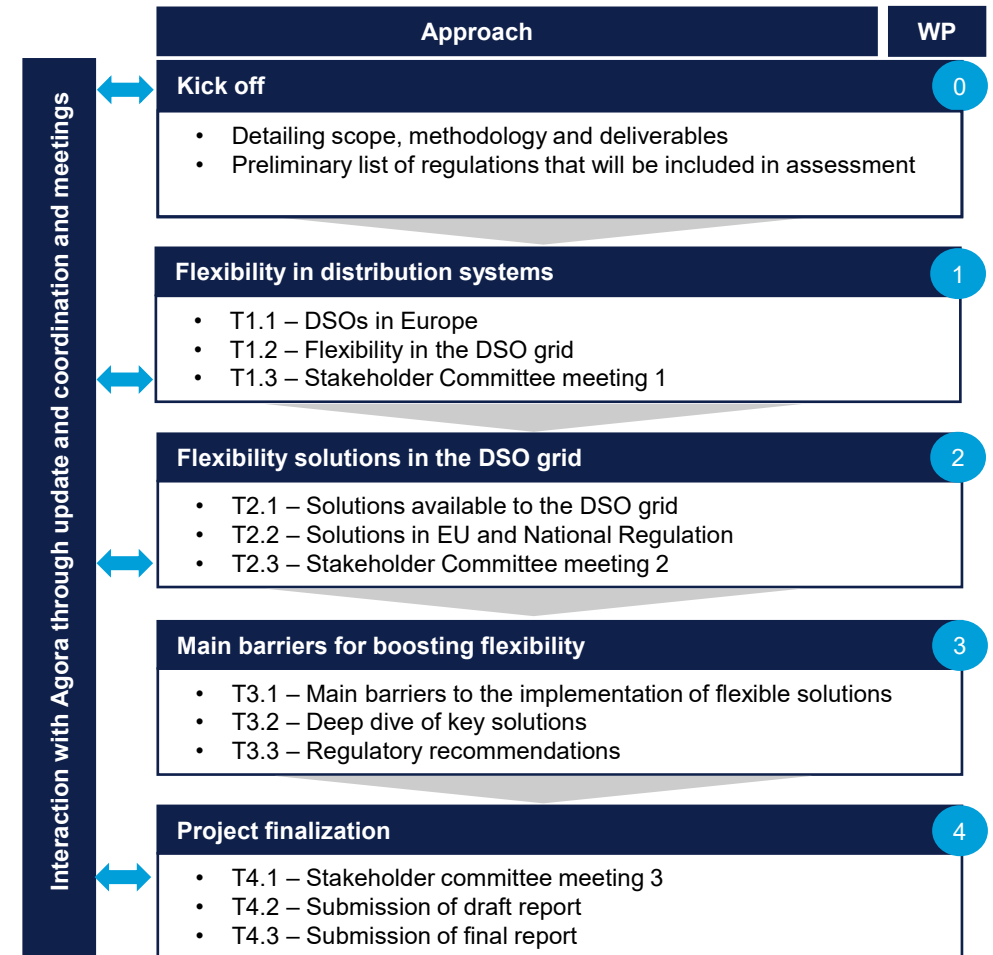 Approach
WP
Interaction with Agora through update and coordination and meetings
Kick off
0
• Detailing scope, methodology and deliverables
• Preliminary list of regulations that will be included in assessment
Flexibility in distribution systems
1
• T1.1 – DSOs in Europe
• T1.2 – Flexibility in the DSO grid
• T1.3 – Stakeholder Committee meeting 1
Flexibility solutions in the DSO grid
2
• T2.1 – Solutions available to the DSO grid
• T2.2 – Solutions in EU and National Regulation
• T2.3 – Stakeholder Committee meeting 2
Main barriers for boosting flexibility
3
• T3.1 – Main barriers to the implementation of flexible solutions
• T3.2 – Deep dive of key solutions
• T3.3 – Regulatory recommendations
Project finalization
4
• T4.1 – Stakeholder committee meeting 3
• T4.2 – Submission of draft report
• T4.3 – Submission of final report